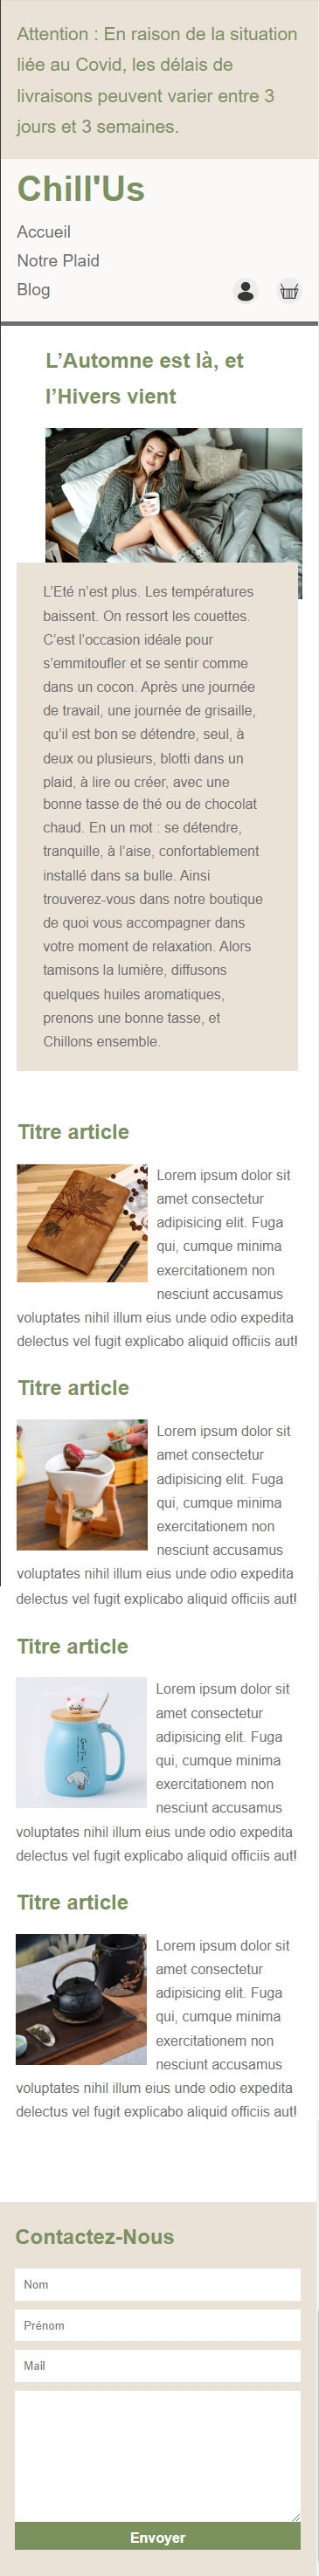 Attention : En raison de la situation
liée au Covid, les délais de
livraisons peuvent varier entre 3
jours et 3 semaines.
Chill'Us
Accueil
Notre Plaid
Blog
L’Automne est là, et
l’Hivers vient
L’Eté n’est plus. Les températures
baissent. On ressort les couettes.
C’est l’occasion idéale pour
s’emmitoufler et se sentir comme
dans un cocon. Après une journée
de travail, une journée de grisaille,
qu’il est bon se détendre, seul, à
deux ou plusieurs, blotti dans un
plaid, à lire ou créer, avec une
bonne tasse de thé ou de chocolat
chaud. En un mot : se détendre,
tranquille, à l’aise, confortablement
installé dans sa bulle. Ainsi
trouverez-vous dans notre boutique
de quoi vous accompagner dans
votre moment de relaxation. Alors
tamisons la lumière, diffusons
quelques huiles aromatiques,
prenons une bonne tasse, et
Chillons ensemble.
Titre article
Lorem ipsum dolor sit
amet consectetur
adipisicing elit. Fuga
qui, cumque minima
exercitationem non
nesciunt accusamus
voluptates nihil illum eius unde odio expedita
delectus vel fugit explicabo aliquid officiis aut!
Titre article
Lorem ipsum dolor sit
amet consectetur
adipisicing elit. Fuga
qui, cumque minima
exercitationem non
nesciunt accusamus
voluptates nihil illum eius unde odio expedita
delectus vel fugit explicabo aliquid officiis aut!
Titre article
Lorem ipsum dolor sit
amet consectetur
adipisicing elit. Fuga
qui, cumque minima
exercitationem non
nesciunt accusamus
voluptates nihil illum eius unde odio expedita
delectus vel fugit explicabo aliquid officiis aut!
Titre article
Lorem ipsum dolor sit
amet consectetur
adipisicing elit. Fuga
qui, cumque minima
exercitationem non
nesciunt accusamus
voluptates nihil illum eius unde odio expedita
delectus vel fugit explicabo aliquid officiis aut!
Contactez-Nous
Nom
Prénom
Mail
Envoyer